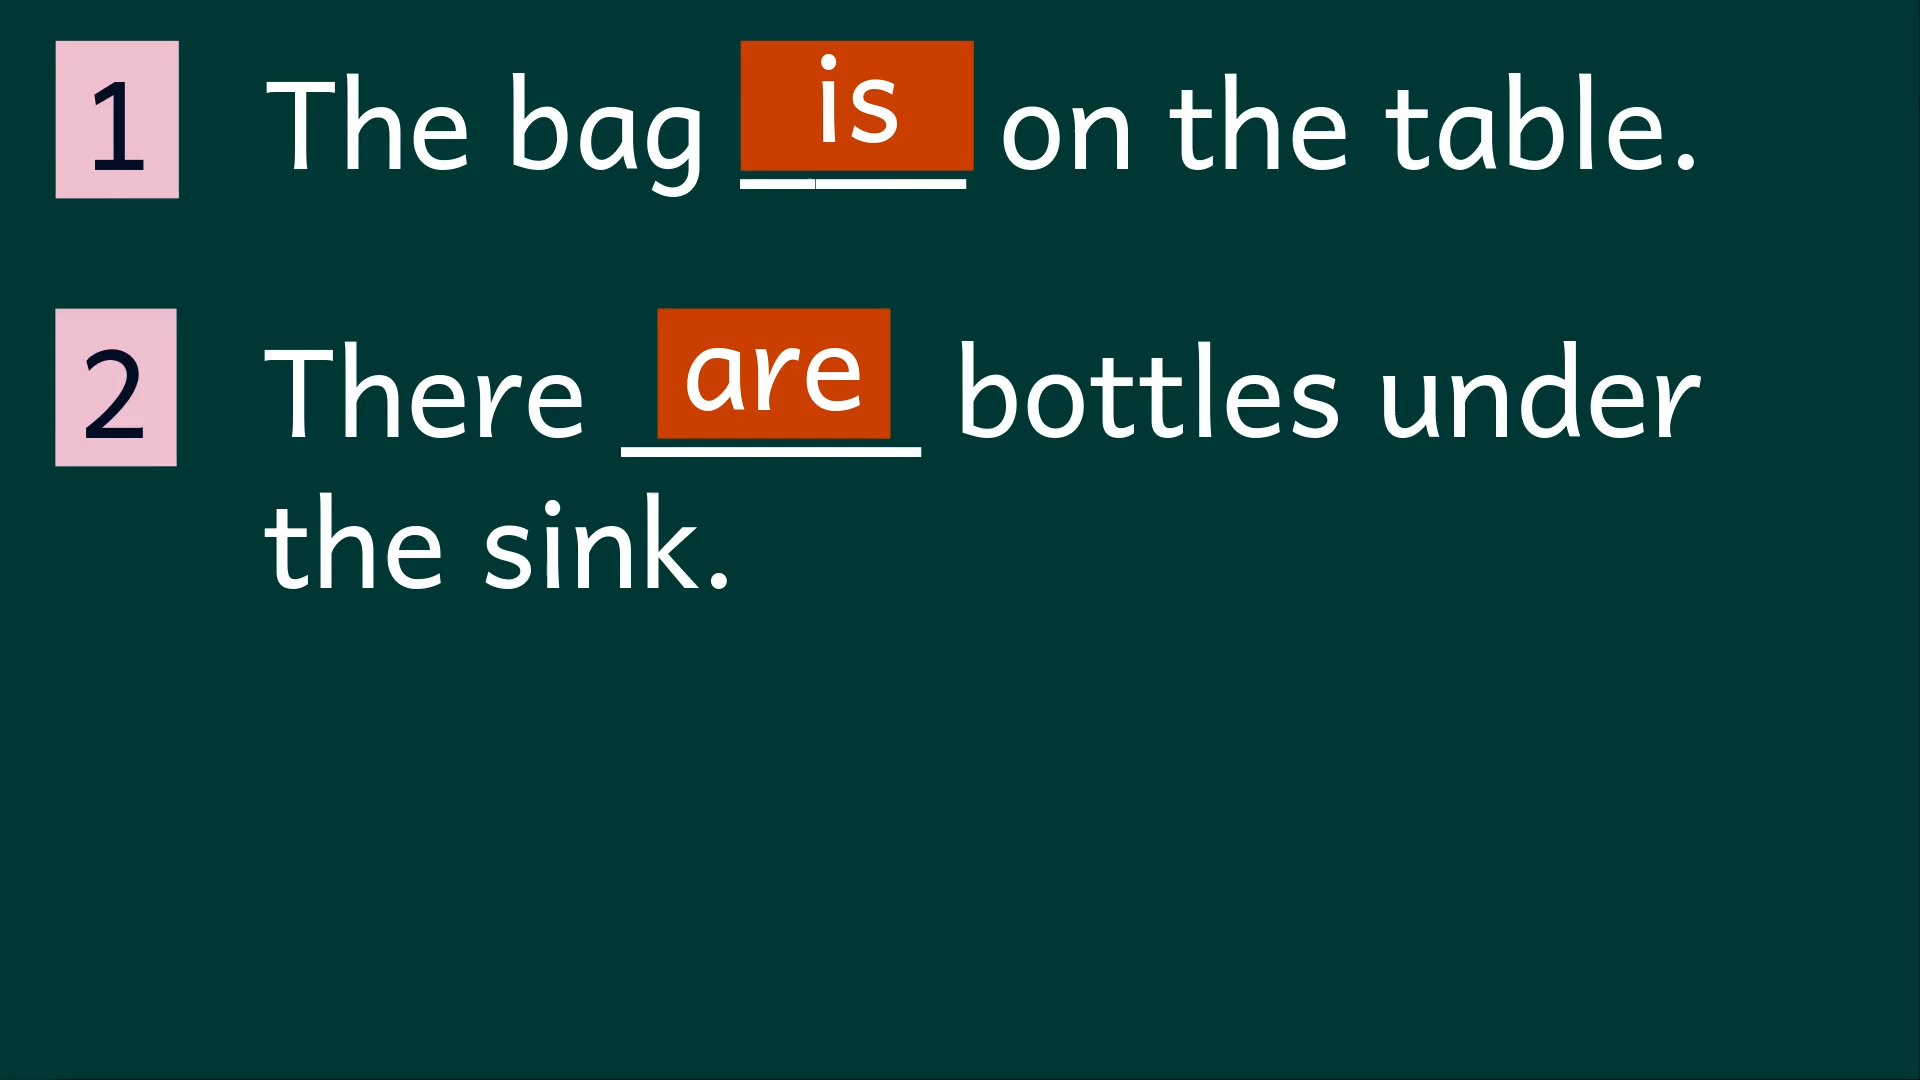 1 The bag is on the table.
2 There are bottles under
the sink.